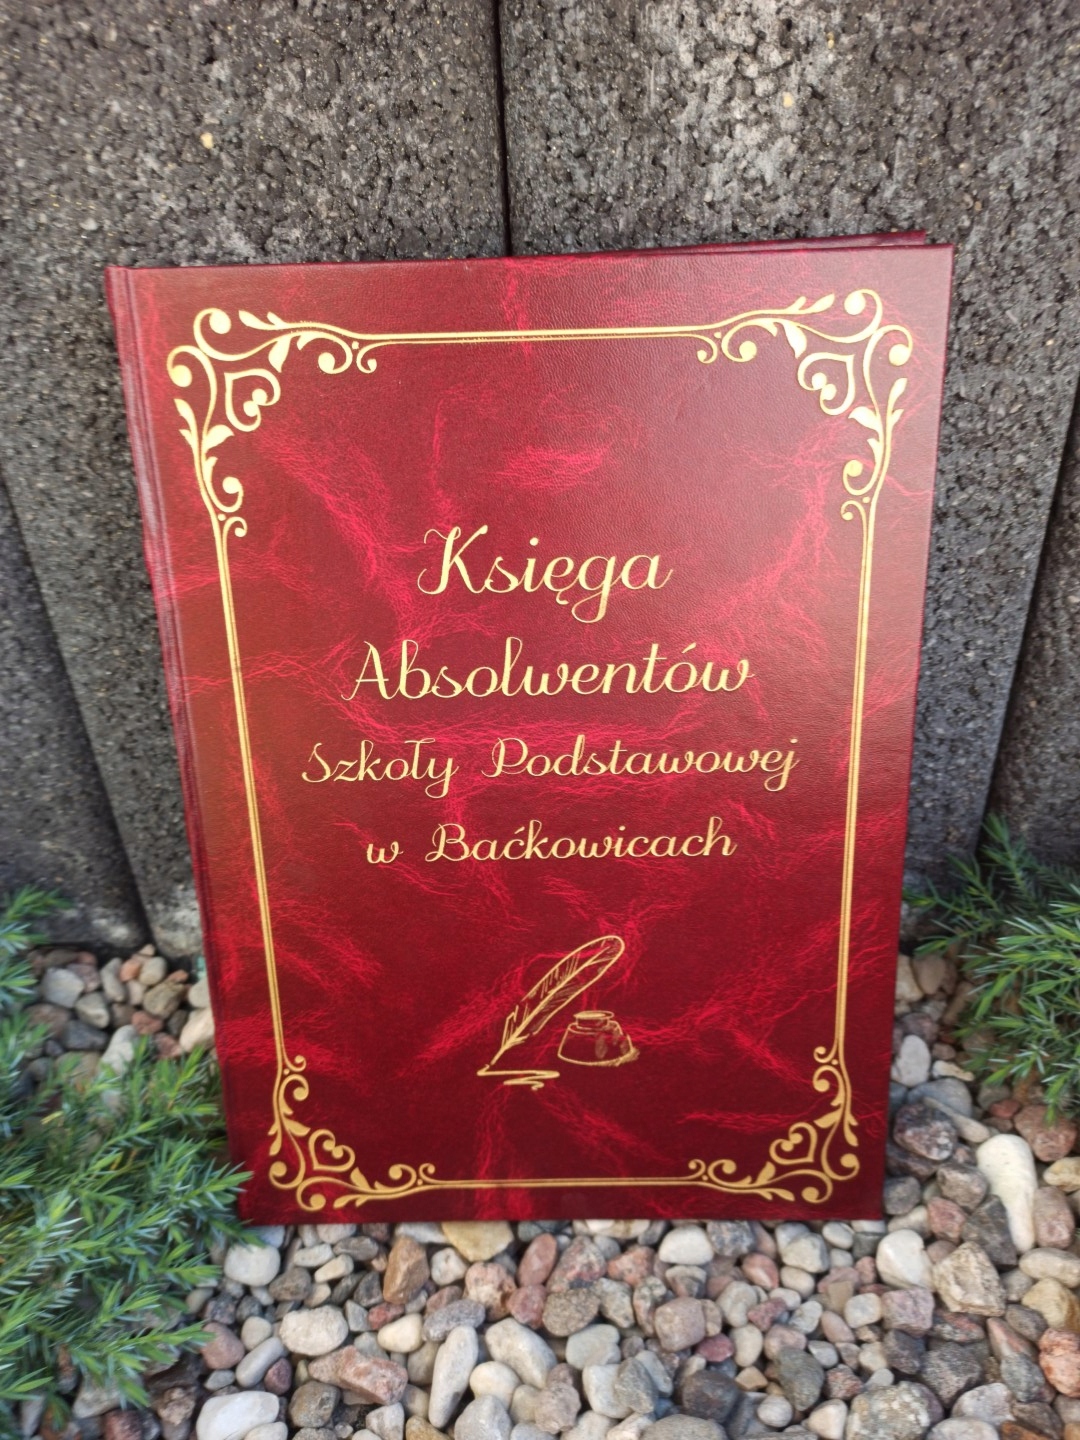 Księga
Absolwentów
Szkoły Podstawowej
w Baćkowicach